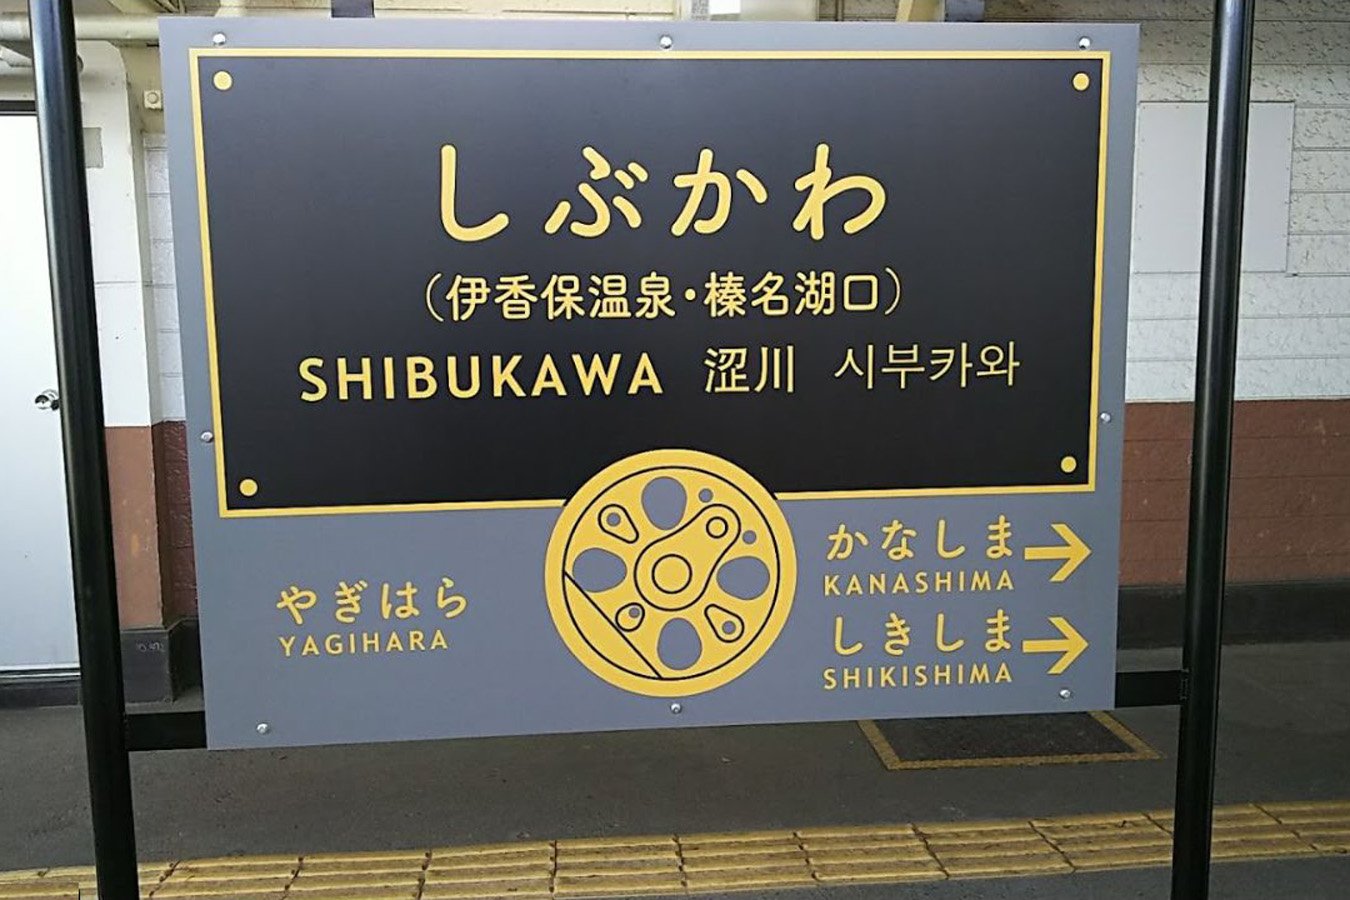 しぶかわ
(伊香保温泉・榛名湖口)
SHIBUKAWA 涩川 시부카와
やぎはら
YAGIHARA
かなしま→
KANASHIMA
しきしま→
SHIKISHIMA